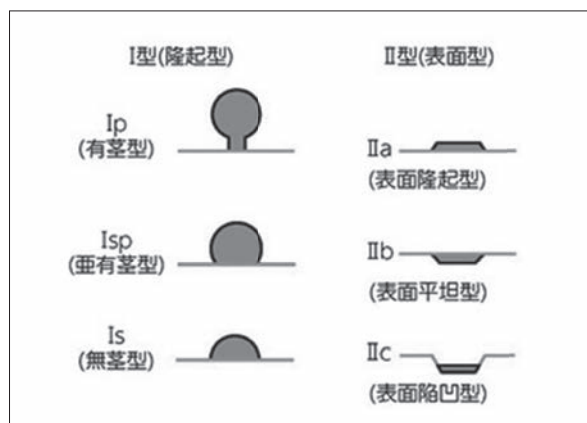 I型(隆起型)
Ip
(有茎型)
Isp
(亜有茎型)
Is
(無茎型)
II型(表面型)
IIa
(表面隆起型)
IIb
(表面平坦型)
IIc
(表面陥凹型)